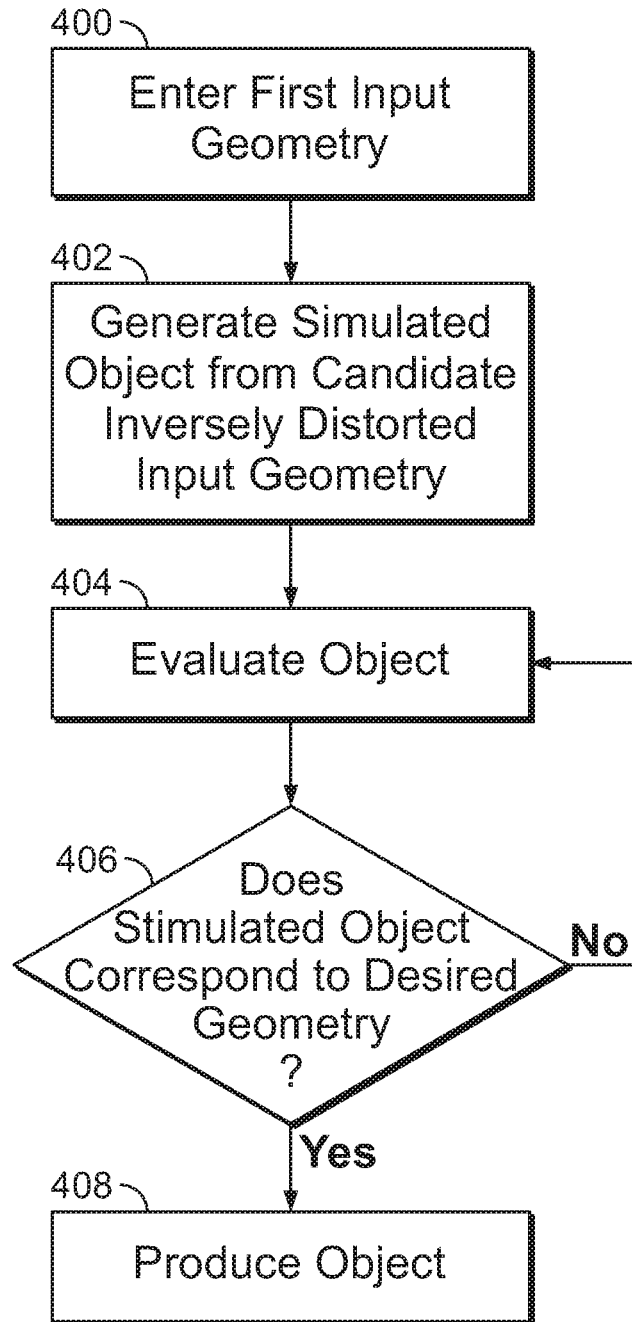 400
Enter First Input
Geometry
402
Generate Simulated
Object from Candidate
Inversely Distorted
Input Geometry
404
Evaluate Object
406
Does
Stimulated Object
Correspond to Desired
Geometry
?
No
Yes
408
Produce Object